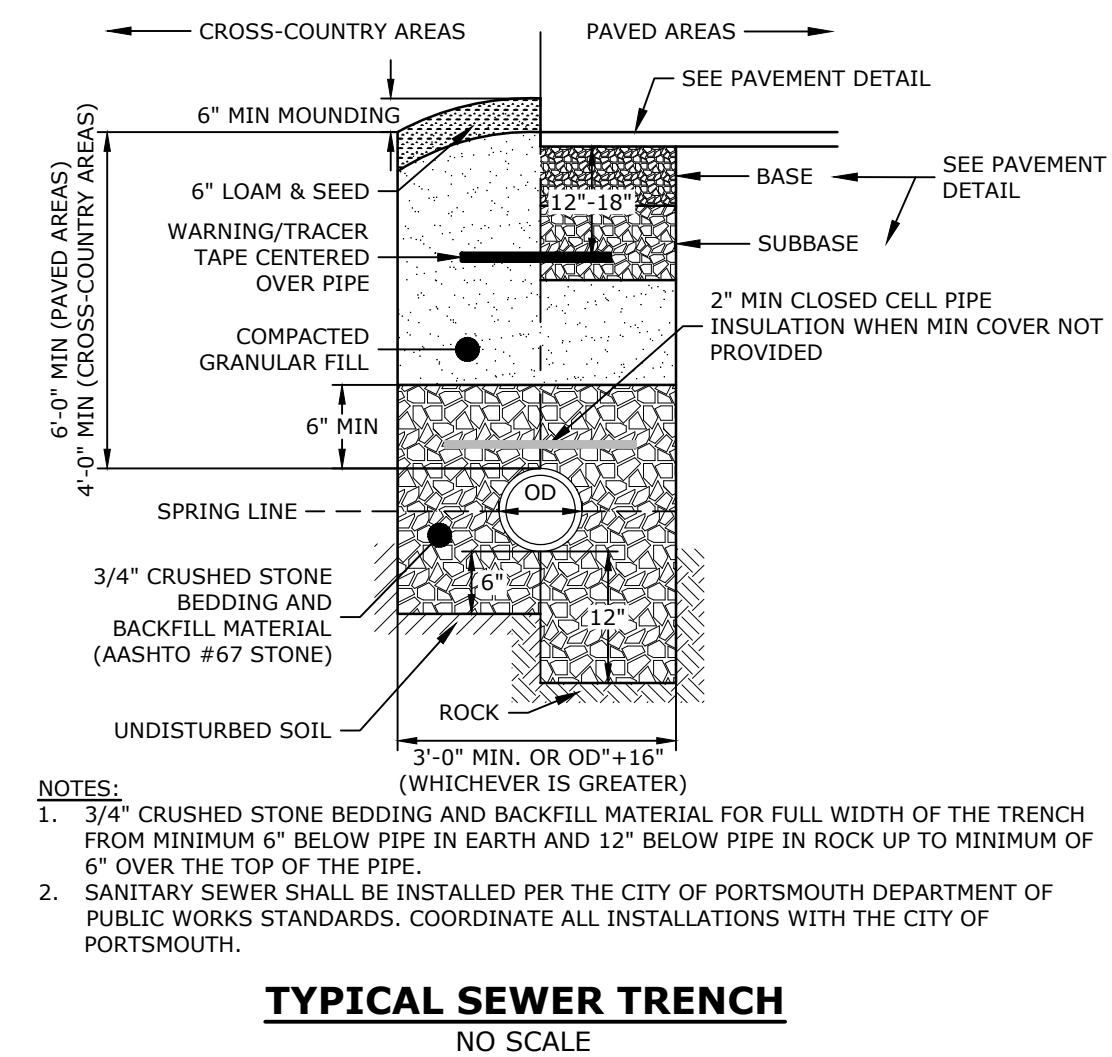 CROSS-COUNTRY AREAS
PAVED AREAS
SEE PAVEMENT DETAIL
6" MIN MOUNDING
6'-0" MIN (PAVED AREAS)
4'-0" MIN (CROSS-COUNTRY AREAS)
BASE
SEE PAVEMENT
DETAIL
6" LOAM & SEED
12"-18"
WARNING/TRACER
TAPE CENTERED
OVER PIPE
SUBBASE
2" MIN CLOSED CELL PIPE
INSULATION WHEN MIN COVER NOT
PROVIDED
COMPACTED
GRANULAR FILL
6" MIN
OD
SPRING LINE
3/4" CRUSHED STONE
BEDDING AND
BACKFILL MATERIAL
(AASHTO #67 STONE)
6"
12"
ROCK
UNDISTURBED SOIL
3'-0" MIN. OR OD"+16"
(WHICHEVER IS GREATER)
NOTES:
1. 3/4" CRUSHED STONE BEDDING AND BACKFILL MATERIAL FOR FULL WIDTH OF THE TRENCH
FROM MINIMUM 6" BELOW PIPE IN EARTH AND 12" BELOW PIPE IN ROCK UP TO MINIMUM OF
6" OVER THE TOP OF THE PIPE.
2. SANITARY SEWER SHALL BE INSTALLED PER THE CITY OF PORTSMOUTH DEPARTMENT OF
PUBLIC WORKS STANDARDS. COORDINATE ALL INSTALLATIONS WITH THE CITY OF
PORTSMOUTH.
TYPICAL SEWER TRENCH
NO SCALE